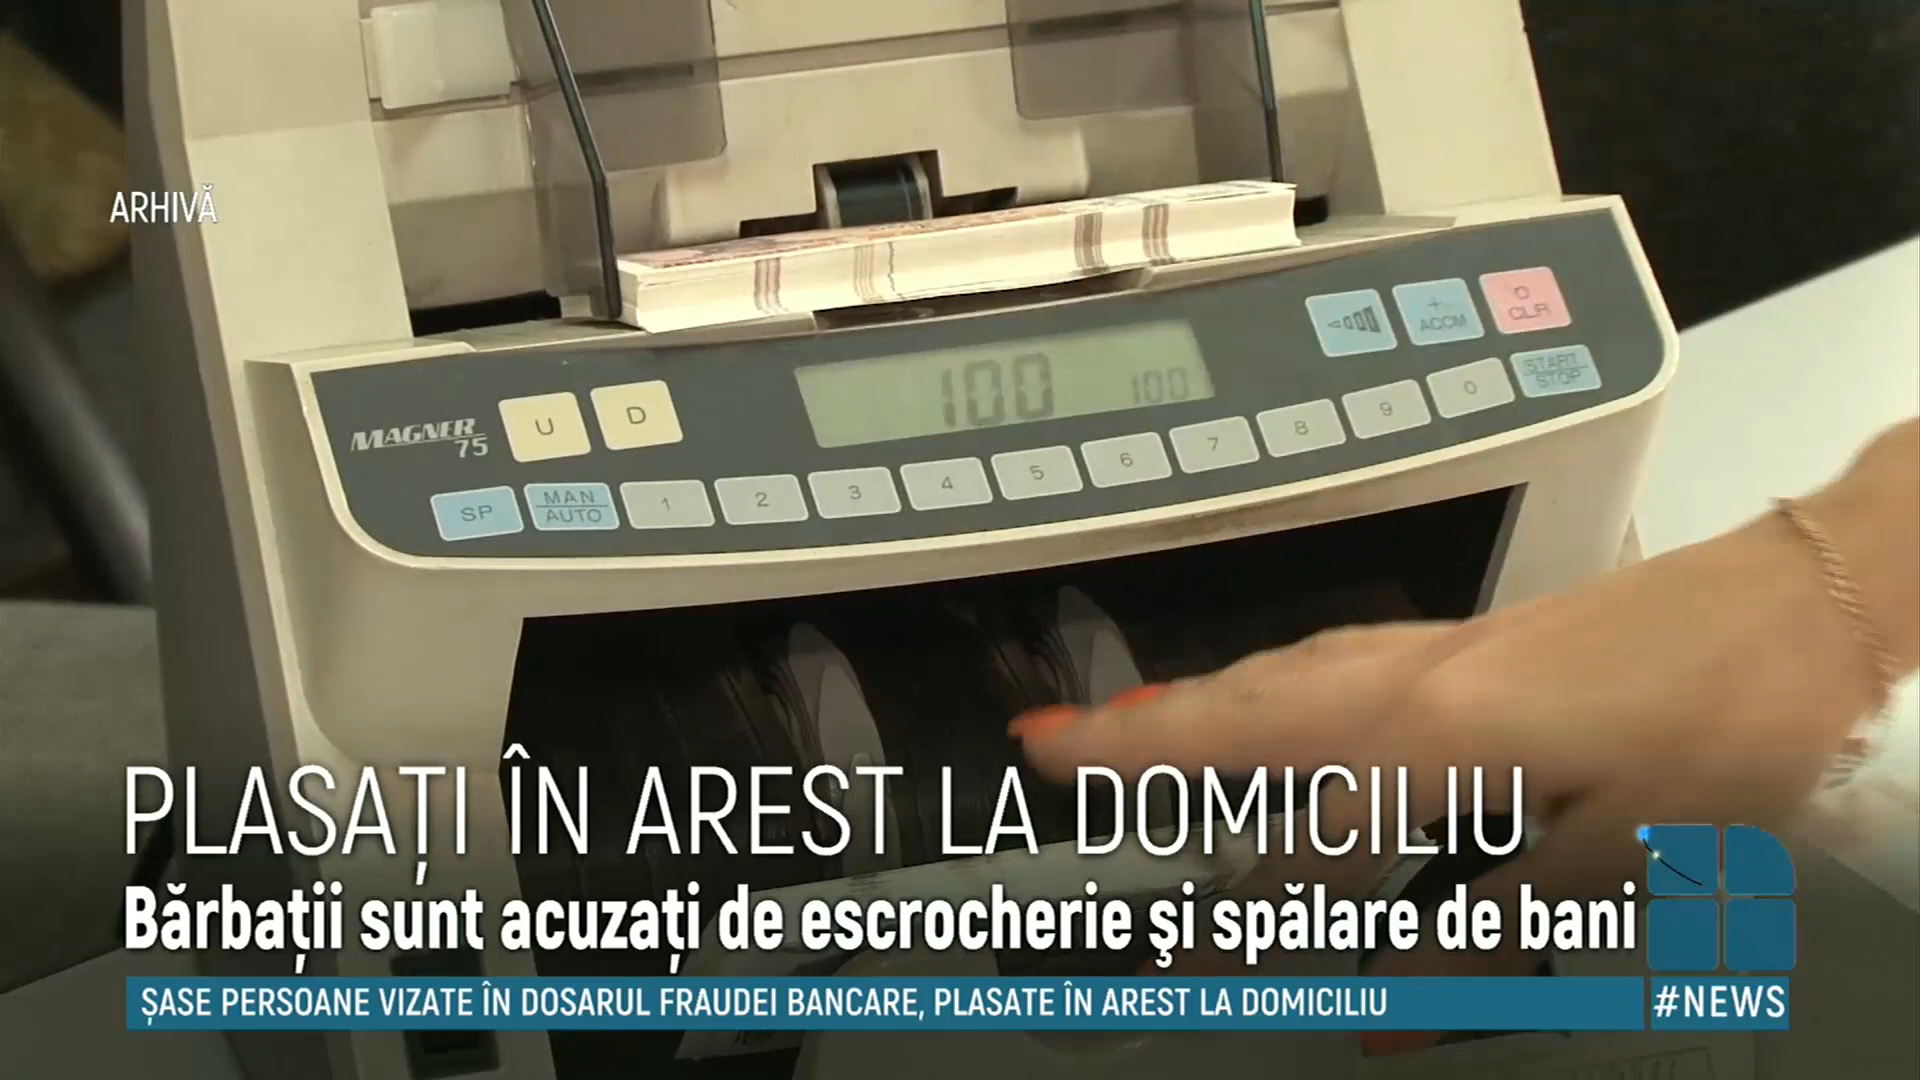 ARHIVĂ
100 100
MAGNER
75
U D
+
ACCM
O
CLR
START
STOP
SP
MAN
AUTO
1 2 3 4 5 6 7 8 9 0
PLASAȚI ÎN AREST LA DOMICILIU
Bărbații sunt acuzați de escrocherie şi spălare de bani
ȘASE PERSOANE VIZATE ÎN DOSARUL FRAUDEI BANCARE, PLASATE ÎN AREST LA DOMICILIU
#NEWS